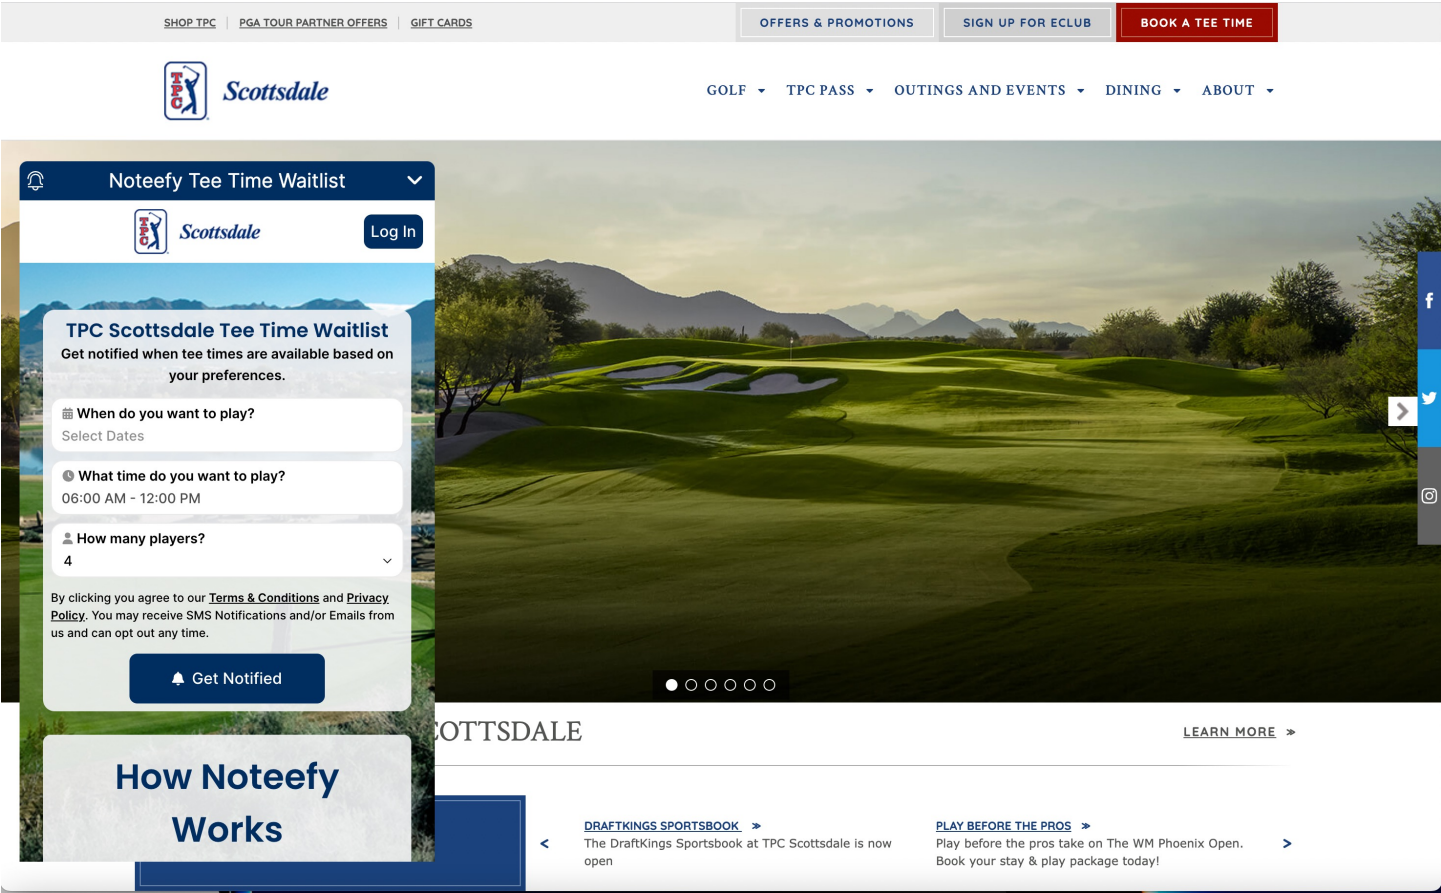 SHOP TPC
PGA TOUR PARTNER OFFERS
GIFT CARDS
OFFERS & PROMOTIONS
SIGN UP FOR ECLUB
BOOK A TEE TIME
TPC
Scottsdale
GOLF
TPC PASS
OUTINGS AND EVENTS
DINING
ABOUT
Noteefy Tee Time Waitlist
TPC
Scottsdale
Log In
TPC Scottsdale Tee Time Waitlist
Get notified when tee times are available based on
your preferences.
When do you want to play?
Select Dates
What time do you want to play?
06:00 AM - 12:00 PM
How many players?
4
By clicking you agree to our Terms & Conditions and Privacy
Policy. You may receive SMS Notifications and/or Emails from
us and can opt out any time.
Get Notified
How Noteefy
Works
COTTSDALE
LEARN MORE »
<
DRAFTKINGS SPORTSBOOK »
The DraftKings Sportsbook at TPC Scottsdale is now
open
PLAY BEFORE THE PROS »
Play before the pros take on The WM Phoenix Open.
Book your stay & play package today!
>